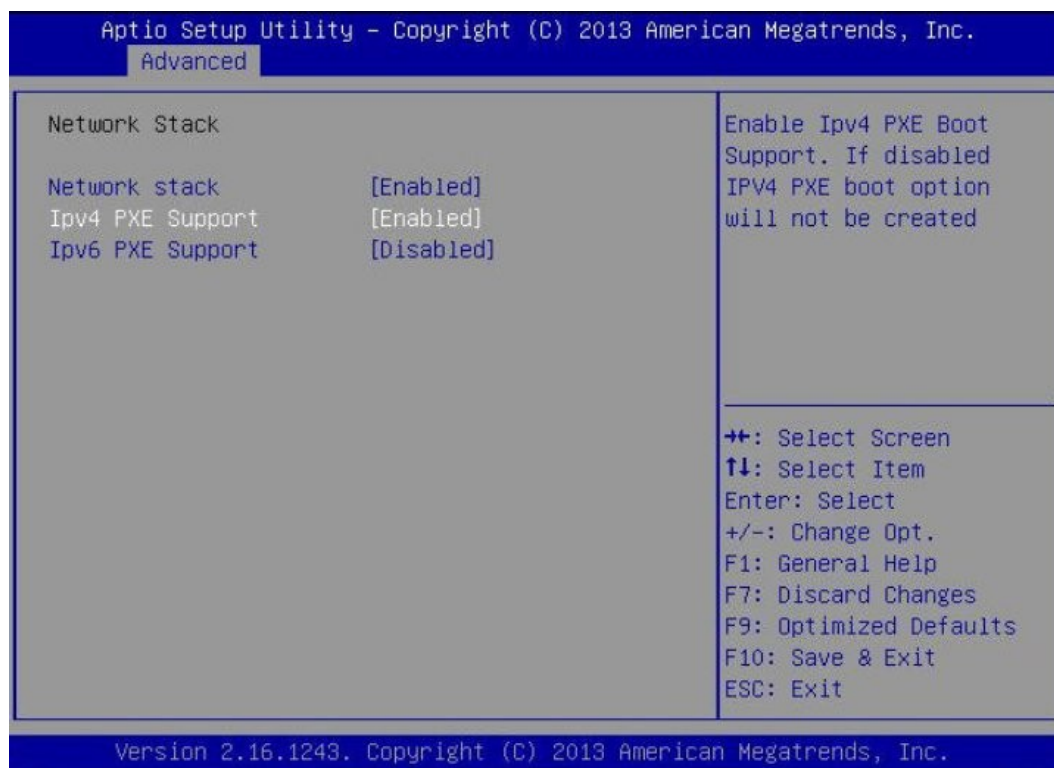 Aptio Setup Utility – Copyright (C) 2013 American Megatrends, Inc.
Advanced
Network Stack
Network stack [Enabled]
Ipv4 PXE Support [Enabled]
Ipv6 PXE Support [Disabled]
Enable Ipv4 PXE Boot
Support. If disabled
IPV4 PXE boot option
will not be created
→←: Select Screen
↑↓: Select Item
Enter: Select
+/-: Change Opt.
F1: General Help
F7: Discard Changes
F9: Optimized Defaults
F10: Save & Exit
ESC: Exit
Version 2.16.1243. Copyright (C) 2013 American Megatrends, Inc.